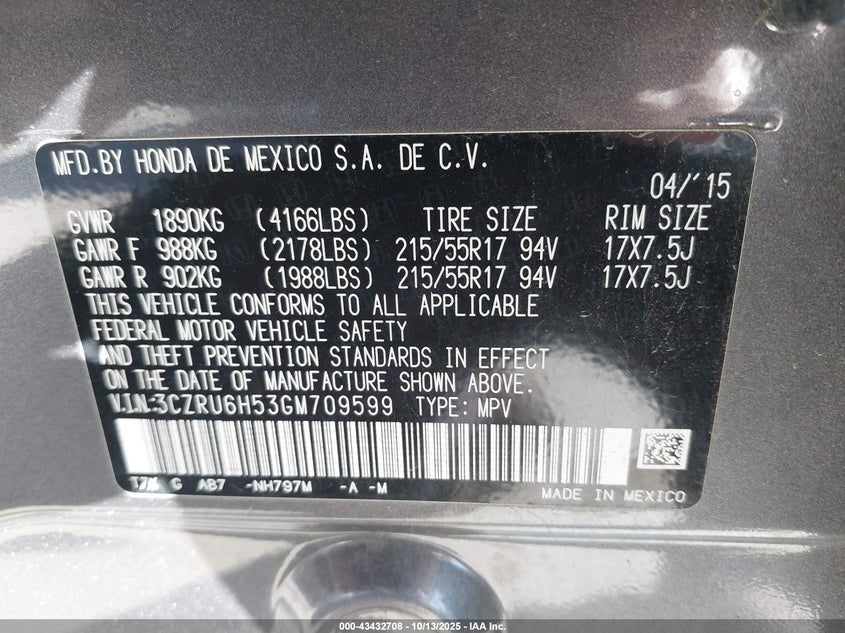 MFD.BY HONDA DE MEXICO S.A. DE C.V.
04/'15
GVWR 1890KG (4166LBS) TIRE SIZE RIM SIZE
GAWR F 988KG (2178LBS) 215/55R17 94V 17X7.5J
GAWR R 902KG (1988LBS) 215/55R17 94V 17X7.5J
THIS VEHICLE CONFORMS TO ALL APPLICABLE
FEDERAL MOTOR VEHICLE SAFETY
AND THEFT PREVENTION STANDARDS IN EFFECT
ON THE DATE OF MANUFACTURE SHOWN ABOVE.
V.I.N:3CZRU6H53GM709599 TYPE: MPV
G AB7 -NH797M -A -M
MADE IN MEXICO
000-43432708 - 10/13/2025 - IAA Inc.